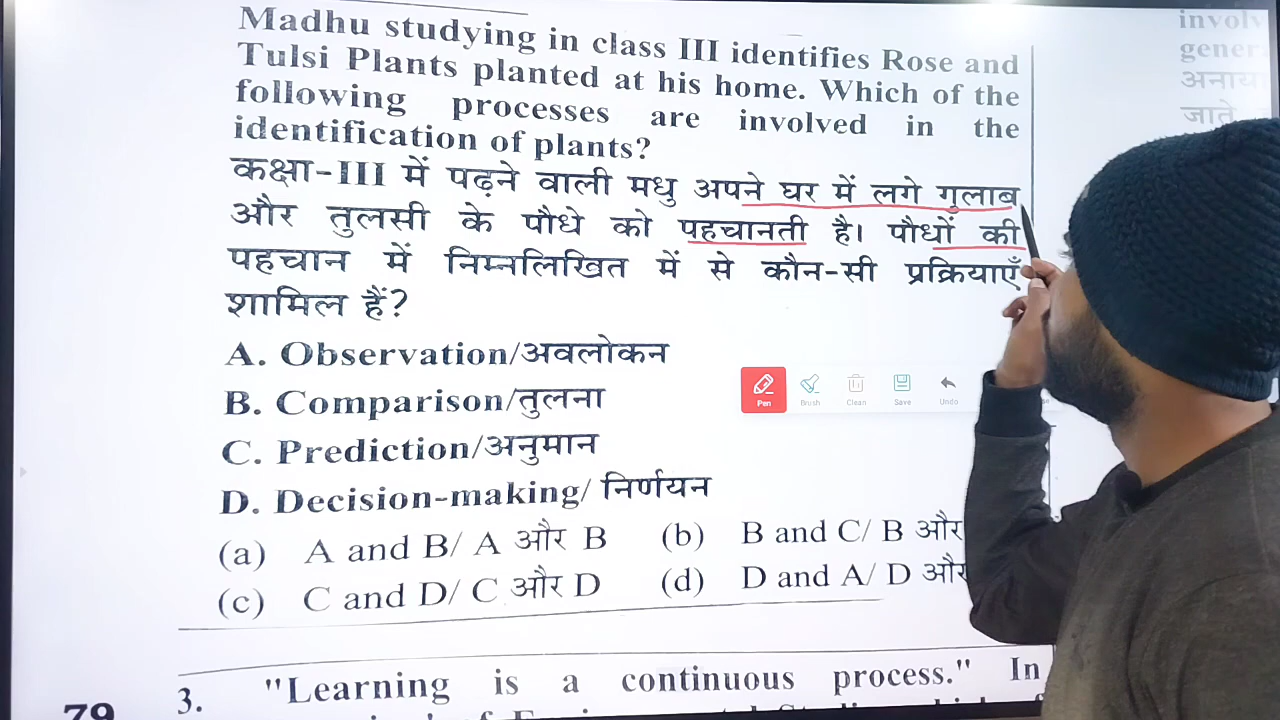 Madhu studying in class III identifies Rose and
Tulsi Plants planted at his home. Which of the
following processes are involved in the
identification of plants?
कक्षा-III में पढ़ने वाली मधु अपने घर में लगे गुलाब
और तुलसी के पौधे को पहचानती है। पौधों की
पहचान में निम्नलिखित में से कौन-सी प्रक्रियाएँ
शामिल हैं?
A. Observation/अवलोकन
B. Comparison/तुलना
C. Prediction/अनुमान
D. Decision-making/ निर्णयन
(a) A and B/ A और B (b) B and C/ B और
(c) C and D/ C और D (d) D and A/ D और
3. "Learning is a continuous process." In
79
involv
gener
अनाया
जाते
Pen Brush Clean Save Undo